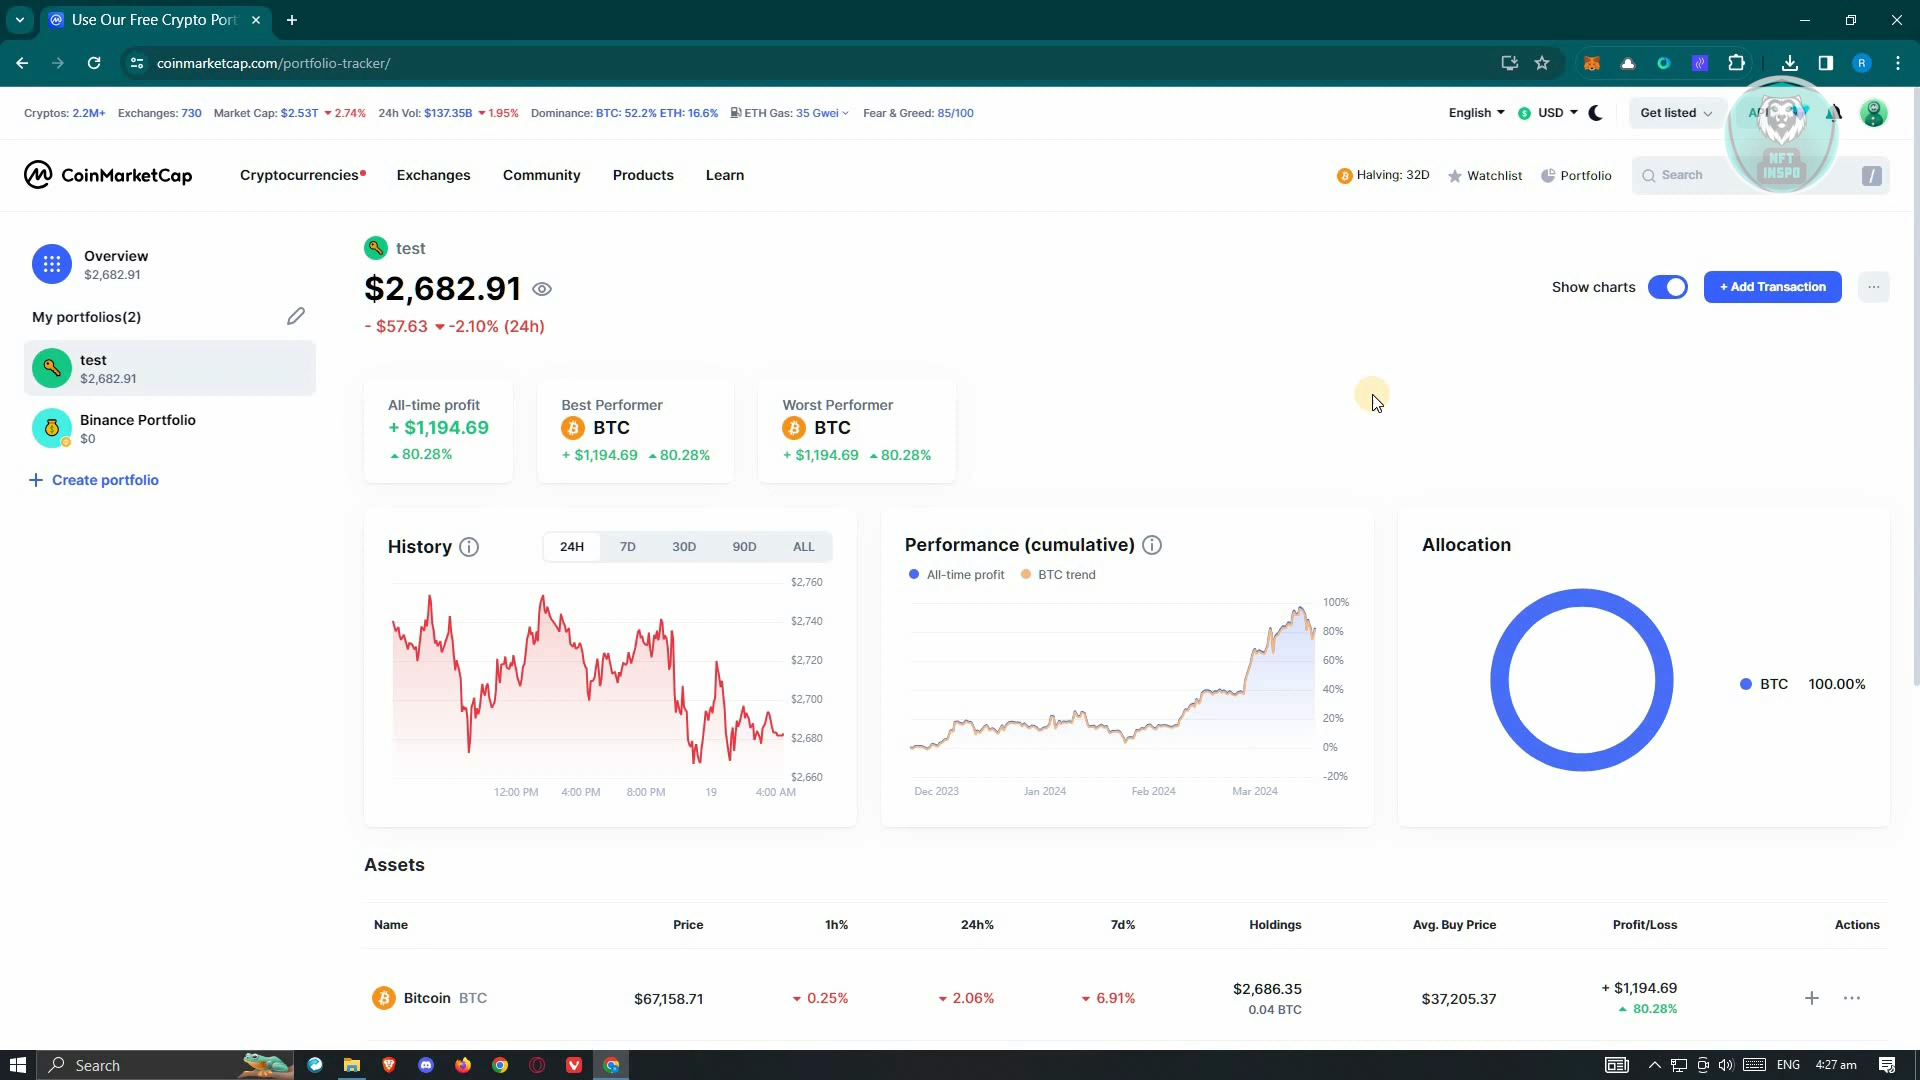 Use Our Free Crypto Port
coinmarketcap.com/portfolio-tracker/
R
Cryptos: 2.2M+ Exchanges: 730 Market Cap: $2.53T 2.74% 24h Vol: $137.35B 1.95% Dominance: BTC: 52.2% ETH: 16.6% ETH Gas: 35 Gwei Fear & Greed: 85/100
English USD Get listed API
CoinMarketCap Cryptocurrencies Exchanges Community Products Learn
Halving: 32D Watchlist Portfolio Search /
NFT
INSPO
Overview
$2,682.91
My portfolios(2)
test
$2,682.91
Binance Portfolio
$0
+ Create portfolio
test
$2,682.91
- $57.63 -2.10% (24h)
Show charts + Add Transaction ...
All-time profit
+ $1,194.69
80.28%
Best Performer
BTC
+ $1,194.69 80.28%
Worst Performer
BTC
+ $1,194.69 80.28%
History 24H 7D 30D 90D ALL
$2,760
$2,740
$2,720
$2,700
$2,680
$2,660
12:00 PM 4:00 PM 8:00 PM 19 4:00 AM
Performance (cumulative)
All-time profit BTC trend
100%
80%
60%
40%
20%
0%
-20%
Dec 2023 Jan 2024 Feb 2024 Mar 2024
Allocation
BTC 100.00%
Assets
Name Price 1h% 24h% 7d% Holdings Avg. Buy Price Profit/Loss Actions
Bitcoin BTC $67,158.71 0.25% 2.06% 6.91% $2,686.35 $37,205.37 + $1,194.69
0.04 BTC 80.28%
Search ENG 4:27 am